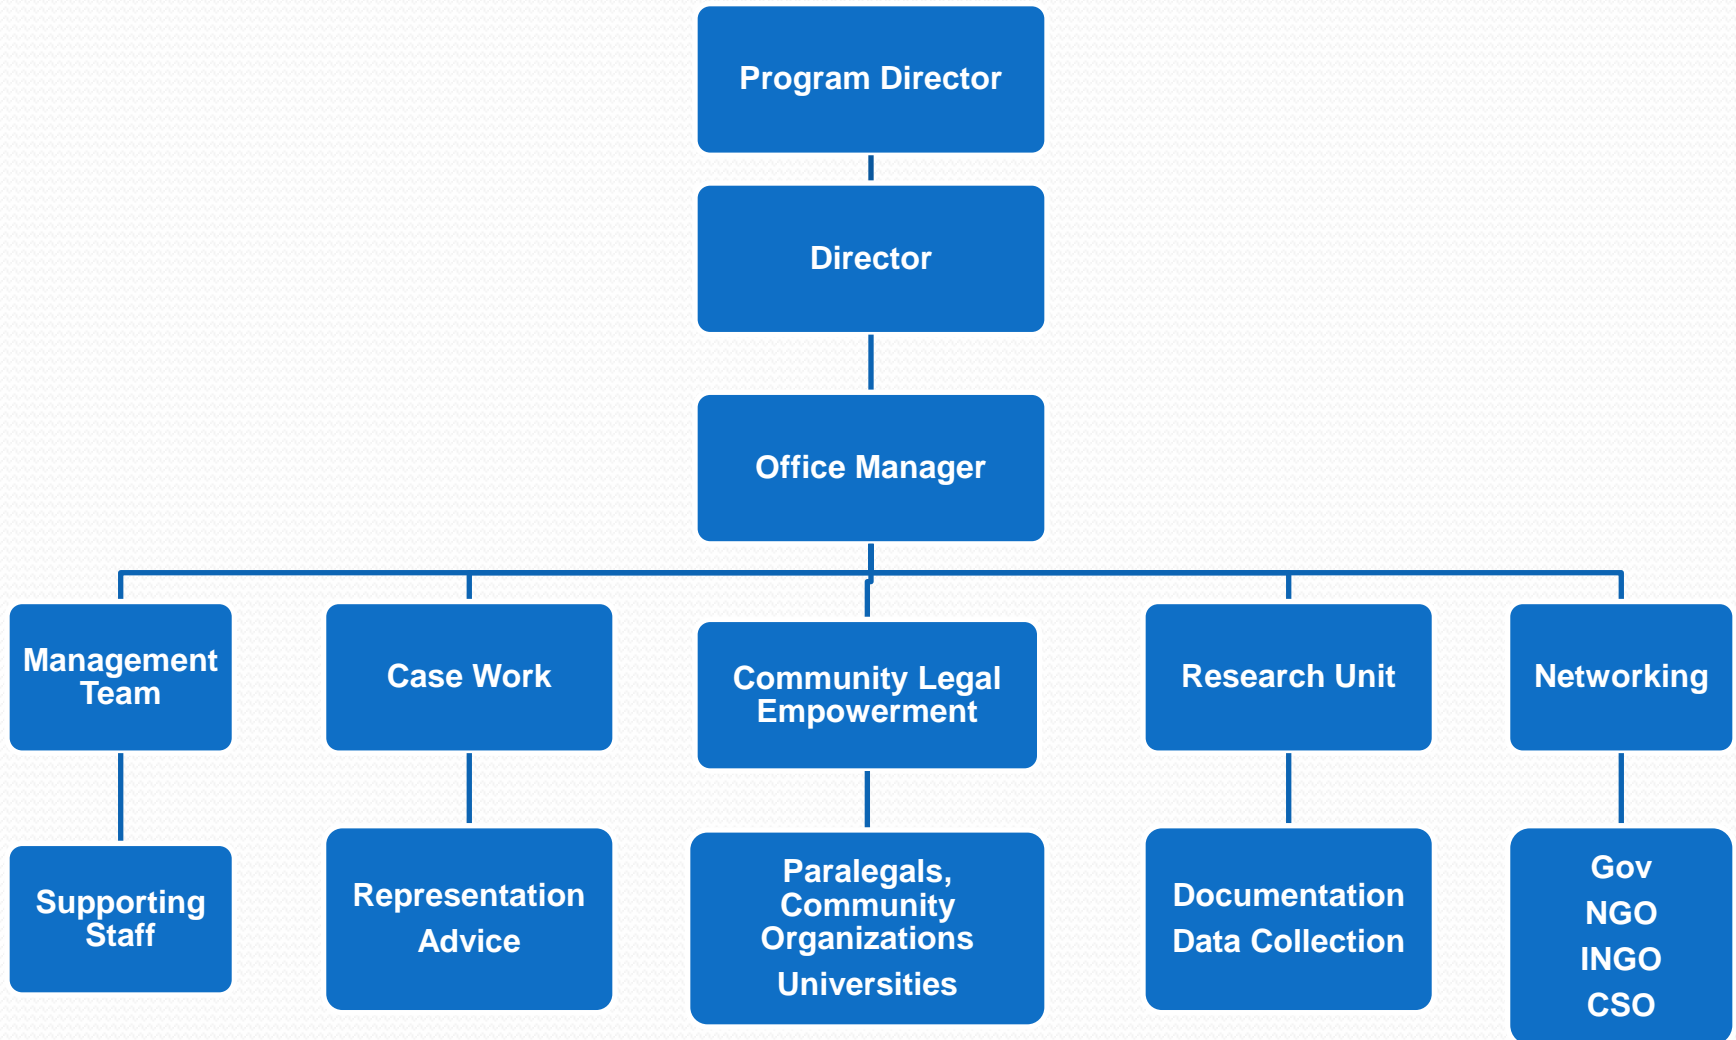 Program Director
Director
Office Manager
Management
Team
Case Work
Community Legal
Empowerment
Research Unit
Networking
Supporting
Staff
Representation
Advice
Paralegals,
Community
Organizations
Universities
Documentation
Data Collection
Gov
NGO
INGO
CSO